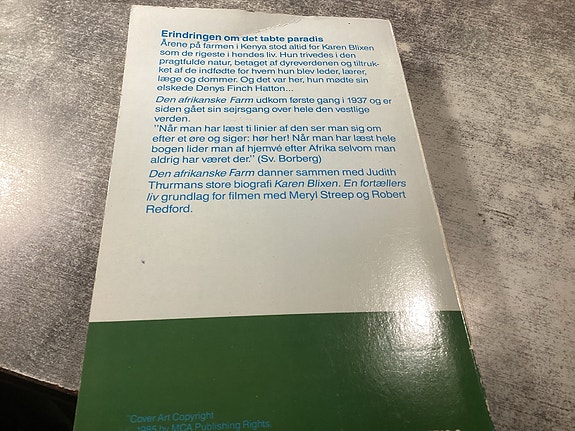 Erindringen om det tabte paradis
Årene på farmen i Kenya stod altid for Karen Blixen
som de rigeste i hendes liv. Hun trivedes i den
pragtfulde natur, betaget af dyreverdenen og tiltruk-
ket af de indfødte for hvem hun blev leder, lærer,
læge og dommer. Og det var her, hun mødte sin
elskede Denys Finch Hatton...
Den afrikanske Farm udkom første gang i 1937 og er
siden gået sin sejrsgang over hele den vestlige
verden.
"Når man har læst ti linier af den ser man sig om
efter et øre og siger: hør her! Når man har læst hele
bogen lider man af hjemvé efter Afrika selvom man
aldrig har været der." (Sv. Borberg)
Den afrikanske Farm danner sammen med Judith
Thurmans store biografi Karen Blixen. En fortællers
liv grundlag for filmen med Meryl Streep og Robert
Redford.
"Cover Art Copyright
1985 by MCA Publishing Rights,